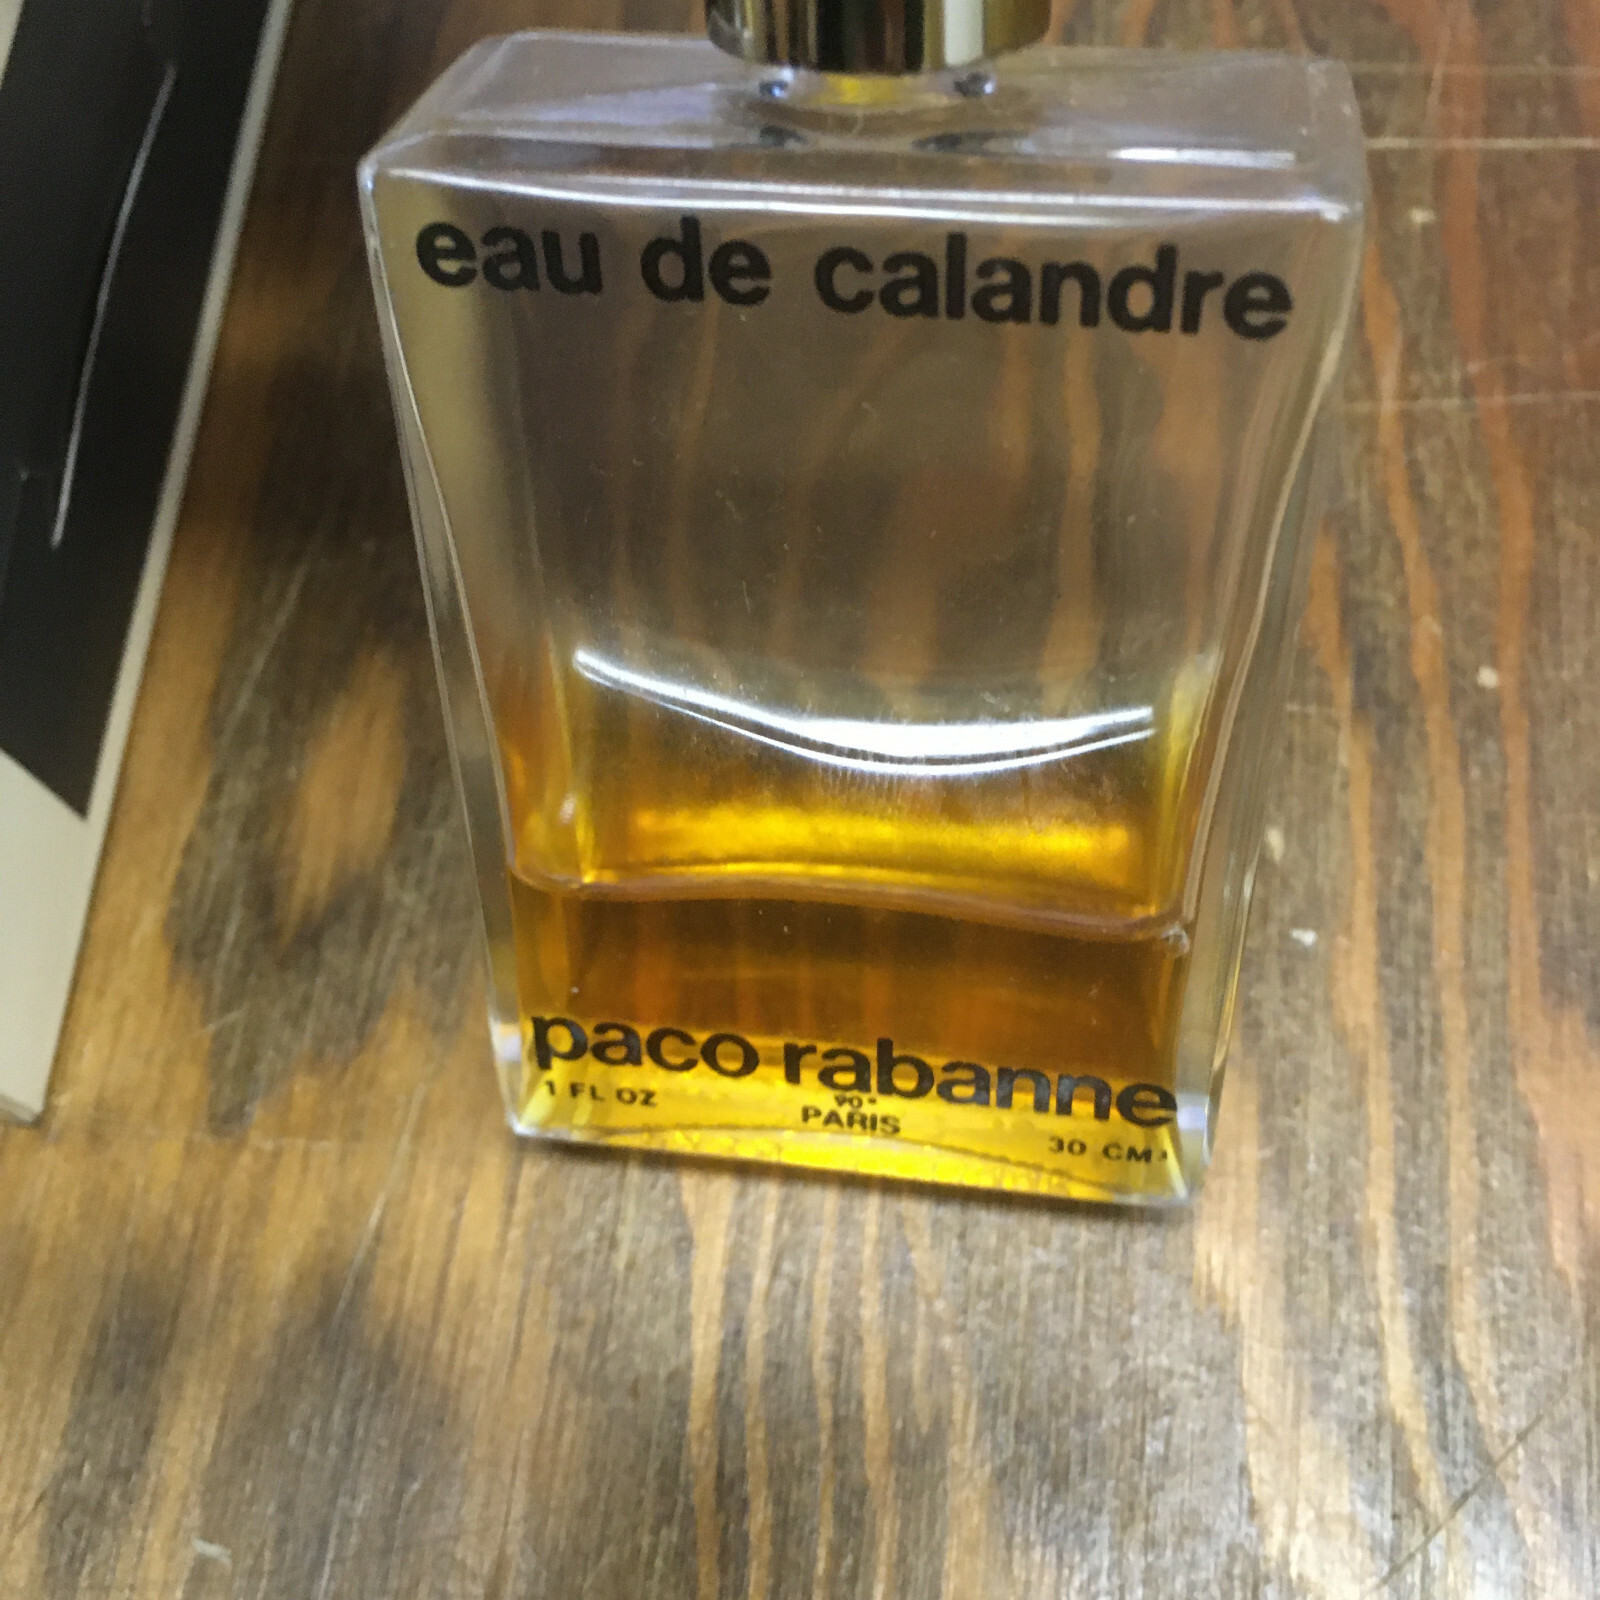 eau de calandre
paco rabanne
1 FL OZ 90° PARIS 30 CM³